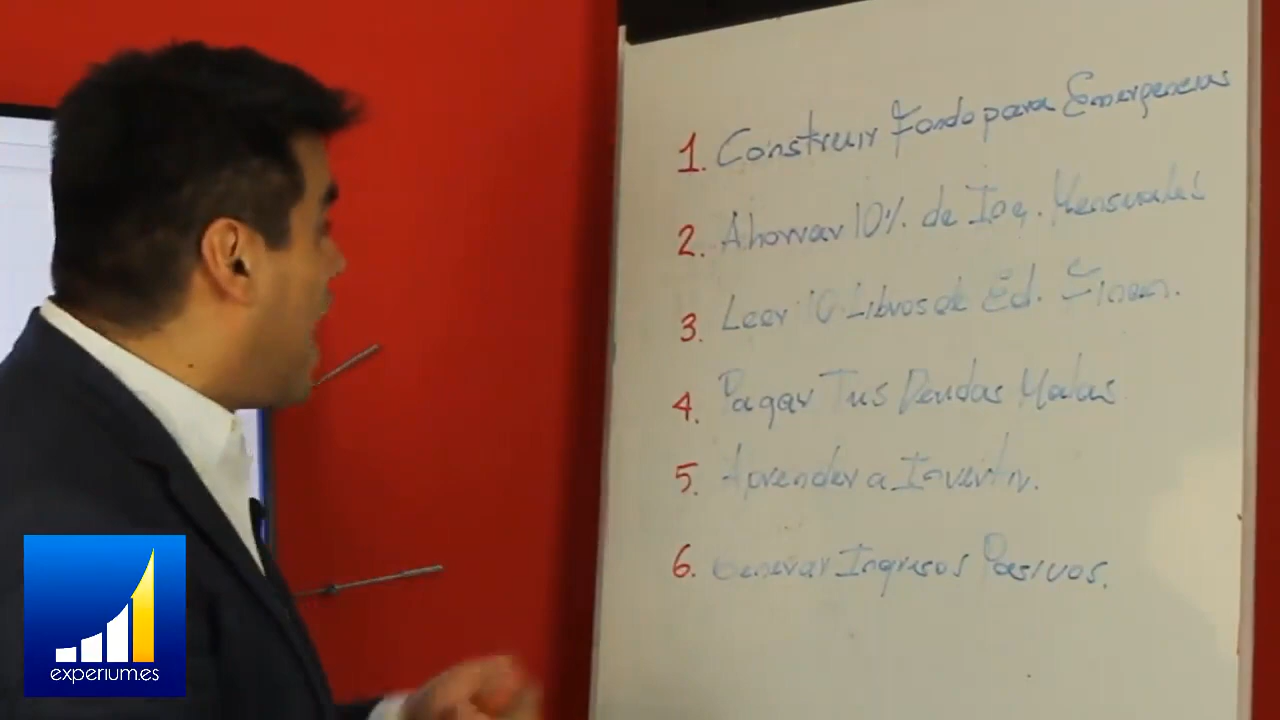 1. Construir Fondo para Emergencias
2. Ahorrar 10% de Ing. Mensuales
3. Leer 10 Libros de Ed. Finan.
4. Pagar Tus Deudas Malas
5. Aprender a Invertir.
6. Generar Ingresos Pasivos.
experium.es